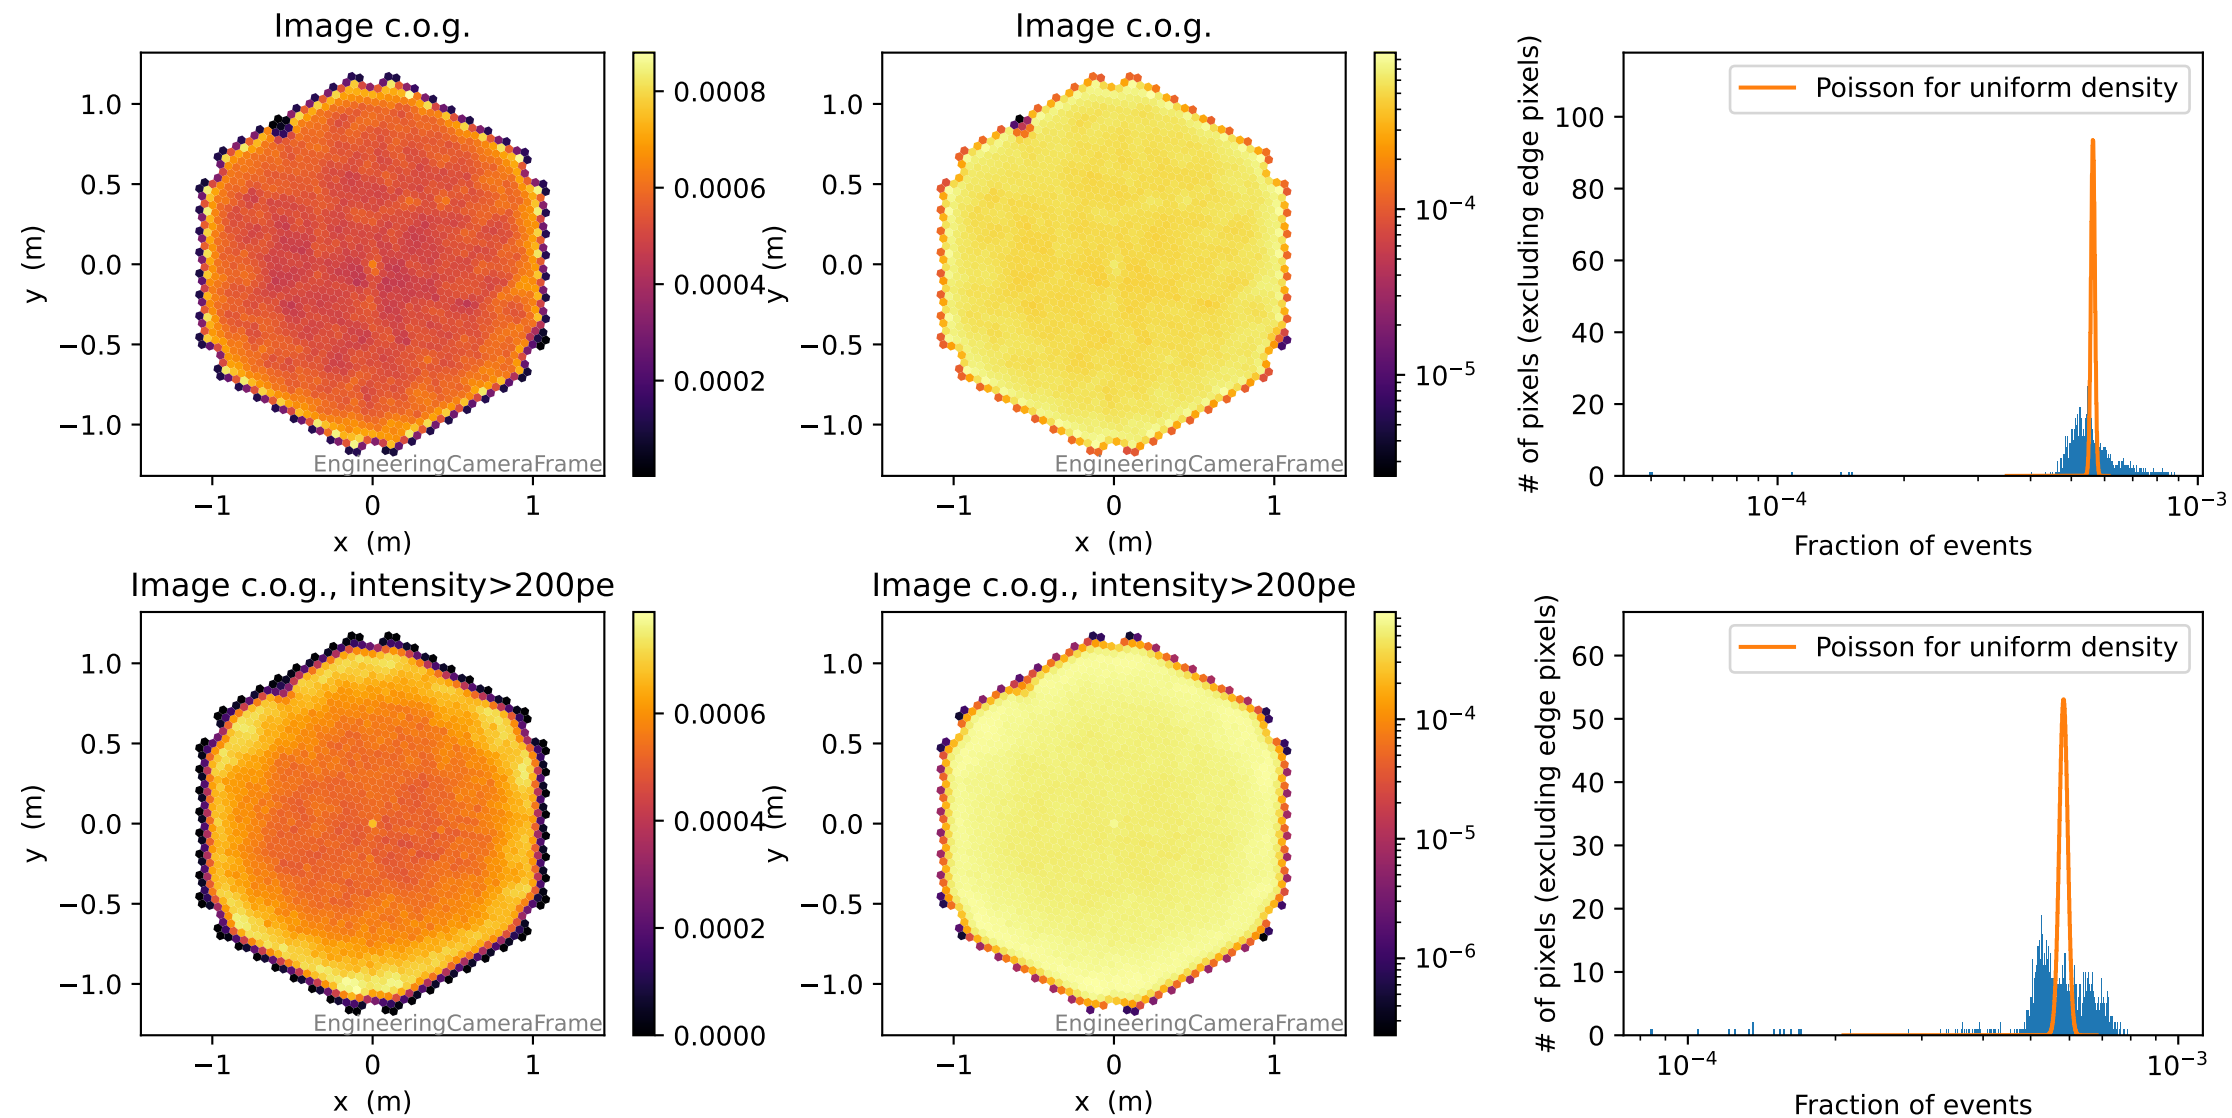 Image c.o.g.
1.0
0.5
0.0
−0.5
−1.0
y (m)
−1
0
1
x (m)
EngineeringCameraFrame
0.0008
0.0006
0.0004
0.0002
Image c.o.g.
1.0
0.5
0.0
−0.5
−1.0
y (m)
−1
0
1
x (m)
EngineeringCameraFrame
10⁻⁴
10⁻⁵
# of pixels (excluding edge pixels)
100
80
60
40
20
0
Poisson for uniform density
10⁻⁴
10⁻³
Fraction of events
Image c.o.g., intensity>200pe
1.0
0.5
0.0
−0.5
−1.0
y (m)
−1
0
1
x (m)
EngineeringCameraFrame
0.0006
0.0004
0.0002
0.0000
Image c.o.g., intensity>200pe
1.0
0.5
0.0
−0.5
−1.0
y (m)
−1
0
1
x (m)
EngineeringCameraFrame
10⁻⁴
10⁻⁵
10⁻⁶
# of pixels (excluding edge pixels)
60
50
40
30
20
10
0
Poisson for uniform density
10⁻⁴
10⁻³
Fraction of events